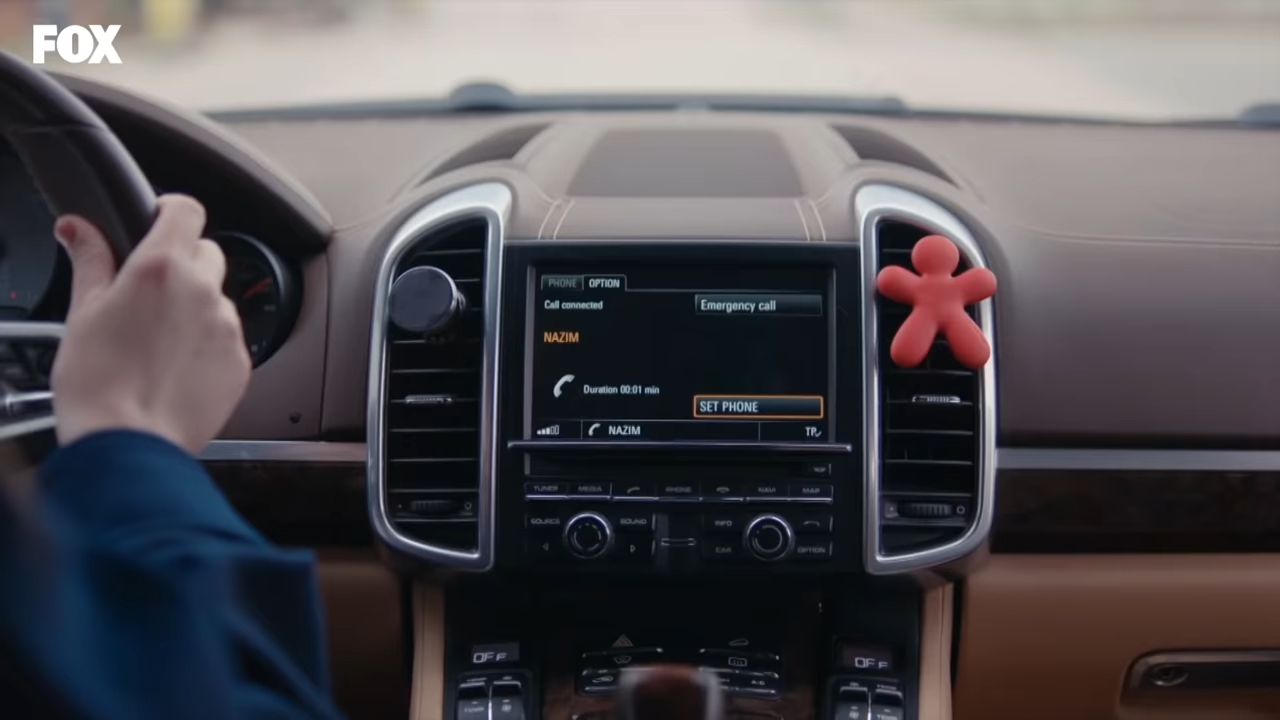 FOX
PHONE OPTION
Call connected
Emergency call
NAZIM
Duration 00:01 min
SET PHONE
NAZIM
TP
TUNER MEDIA PHONE NAVI MAP
SOURCE SOUND INFO
CAR OPTION
OFF OFF